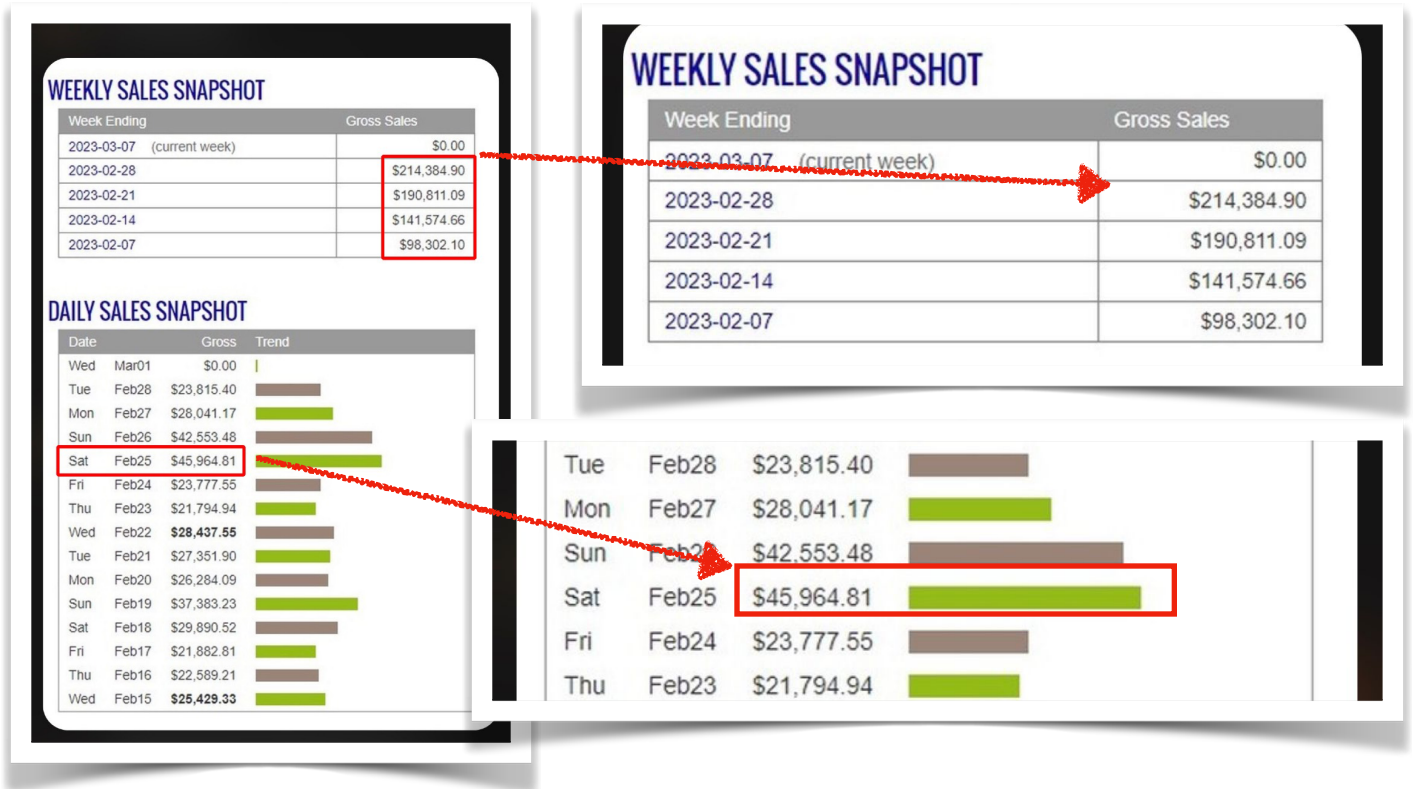 WEEKLY SALES SNAPSHOT
Week Ending Gross Sales
2023-03-07 (current week) $0.00
2023-02-28 $214,384.90
2023-02-21 $190,811.09
2023-02-14 $141,574.66
2023-02-07 $98,302.10
DAILY SALES SNAPSHOT
Date Gross Trend
Wed Mar01 $0.00
Tue Feb28 $23,815.40
Mon Feb27 $28,041.17
Sun Feb26 $42,553.48
Sat Feb25 $45,964.81
Fri Feb24 $23,777.55
Thu Feb23 $21,794.94
Wed Feb22 $28,437.55
Tue Feb21 $27,351.90
Mon Feb20 $26,284.09
Sun Feb19 $37,383.23
Sat Feb18 $29,890.52
Fri Feb17 $21,882.81
Thu Feb16 $22,589.21
Wed Feb15 $25,429.33
WEEKLY SALES SNAPSHOT
Week Ending Gross Sales
2023-03-07 (current week) $0.00
2023-02-28 $214,384.90
2023-02-21 $190,811.09
2023-02-14 $141,574.66
2023-02-07 $98,302.10
Tue Feb28 $23,815.40
Mon Feb27 $28,041.17
Sun Feb26 $42,553.48
Sat Feb25 $45,964.81
Fri Feb24 $23,777.55
Thu Feb23 $21,794.94